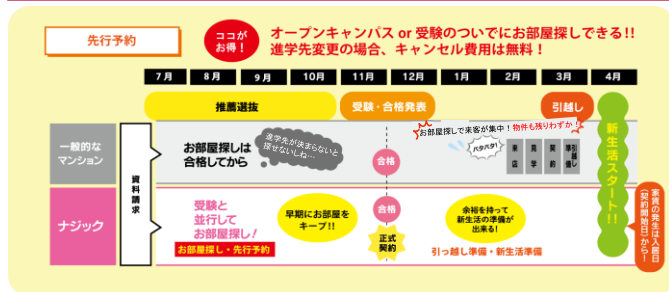 先行予約
ココが
お得!
オープンキャンパス or 受験のついでにお部屋探しできる!!
進学先変更の場合、キャンセル費用は無料!
7月 8月 9月 10月 11月 12月 1月 2月 3月 4月
推薦選抜
受験・合格発表
引越し
一般的な
マンション
資料請求
お部屋探しは
合格してから
進学先が決まらないと
探せないしね…
合格
お部屋探しで来客が集中!物件も残りわずか!
バタバタ!
来店
見学
契約
引越し
準備
新生活スタート!!
ナジック
受験と
並行して
お部屋探し!
お部屋探し・先行予約
早期にお部屋を
キープ!!
合格
正式
契約
余裕を持って
新生活の準備が
出来る!
引っ越し準備・新生活準備
家賃の発生は入居日
(契約開始日)から!